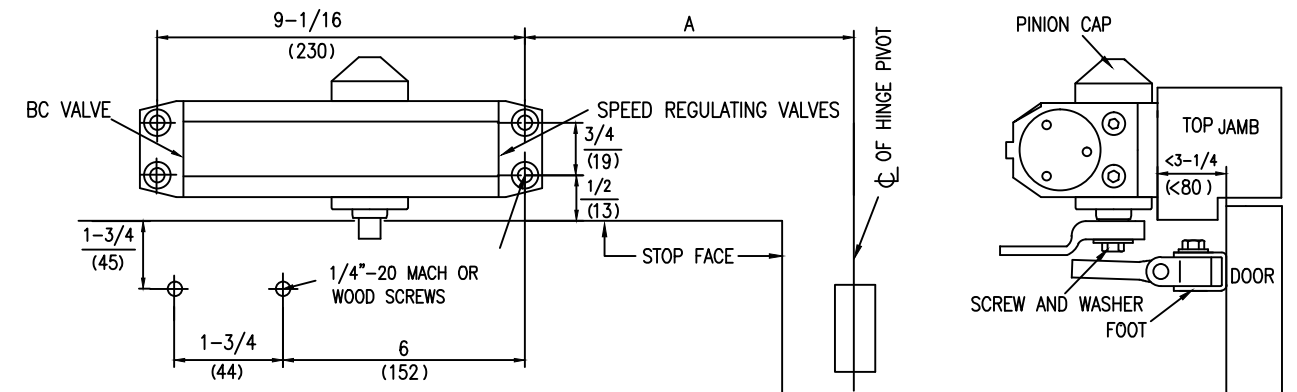 9-1/16
(230)
A
℄ OF HINGE PIVOT
BC VALVE
SPEED REGULATING VALVES
3/4
(19)
1/2
(13)
1-3/4
(45)
STOP FACE
1/4"-20 MACH OR
WOOD SCREWS
1-3/4
(44)
6
(152)
PINION CAP
TOP JAMB
<3-1/4
(<80)
DOOR
SCREW AND WASHER
FOOT